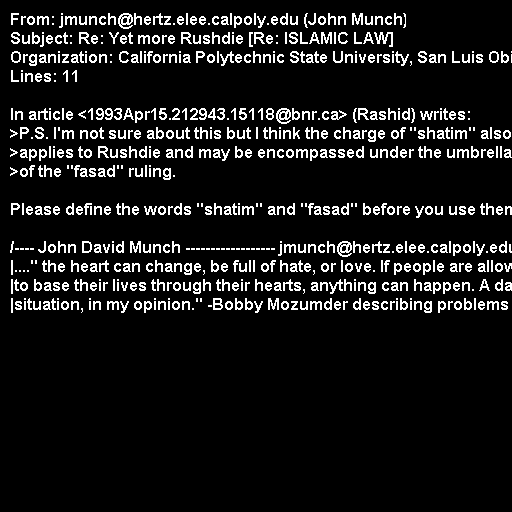 From: jmunch@hertz.elee.calpoly.edu (John Munch)
Subject: Re: Yet more Rushdie [Re: ISLAMIC LAW]
Organization: California Polytechnic State University, San Luis Obi
Lines: 11

In article <1993Apr15.212943.15118@bnr.ca> (Rashid) writes:
>P.S. I'm not sure about this but I think the charge of "shatim" also
>applies to Rushdie and may be encompassed under the umbrella
>of the "fasad" ruling.

Please define the words "shatim" and "fasad" before you use them

/---- John David Munch ------------------ jmunch@hertz.elee.calpoly.edu
|...." the heart can change, be full of hate, or love. If people are allow
|to base their lives through their hearts, anything can happen. A da
|situation, in my opinion." -Bobby Mozumder describing problems